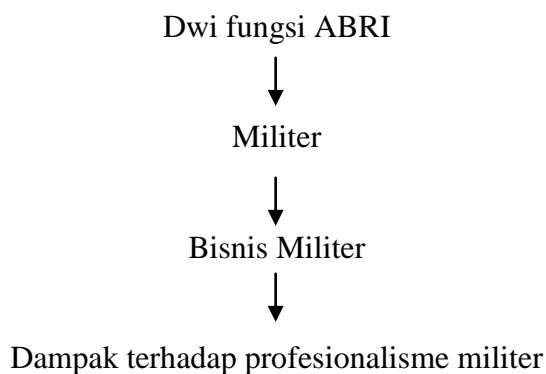 Dwi fungsi ABRI
Militer
Bisnis Militer
Dampak terhadap profesionalisme militer